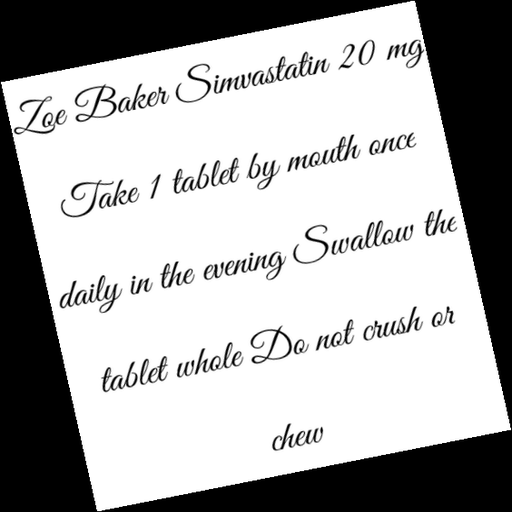 Zoe Baker Simvastatin 20 mg
Take 1 tablet by mouth once
daily in the evening Swallow the
tablet whole Do not crush or
chew